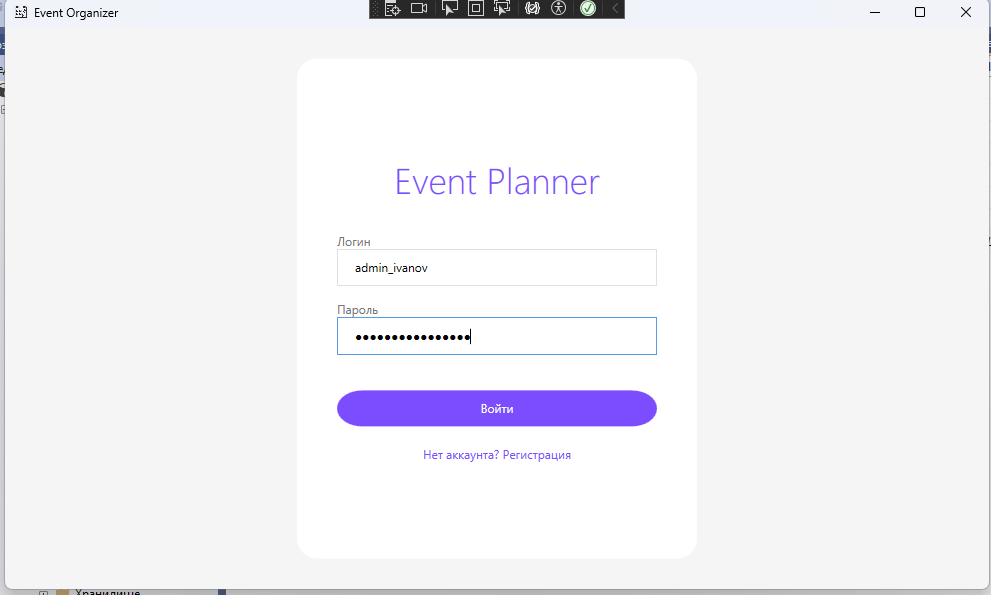 Event Organizer
Event Planner
Логин
admin_ivanov
Пароль
●●●●●●●●●●●●●●●●
Войти
Нет аккаунта? Регистрация
Хранилище